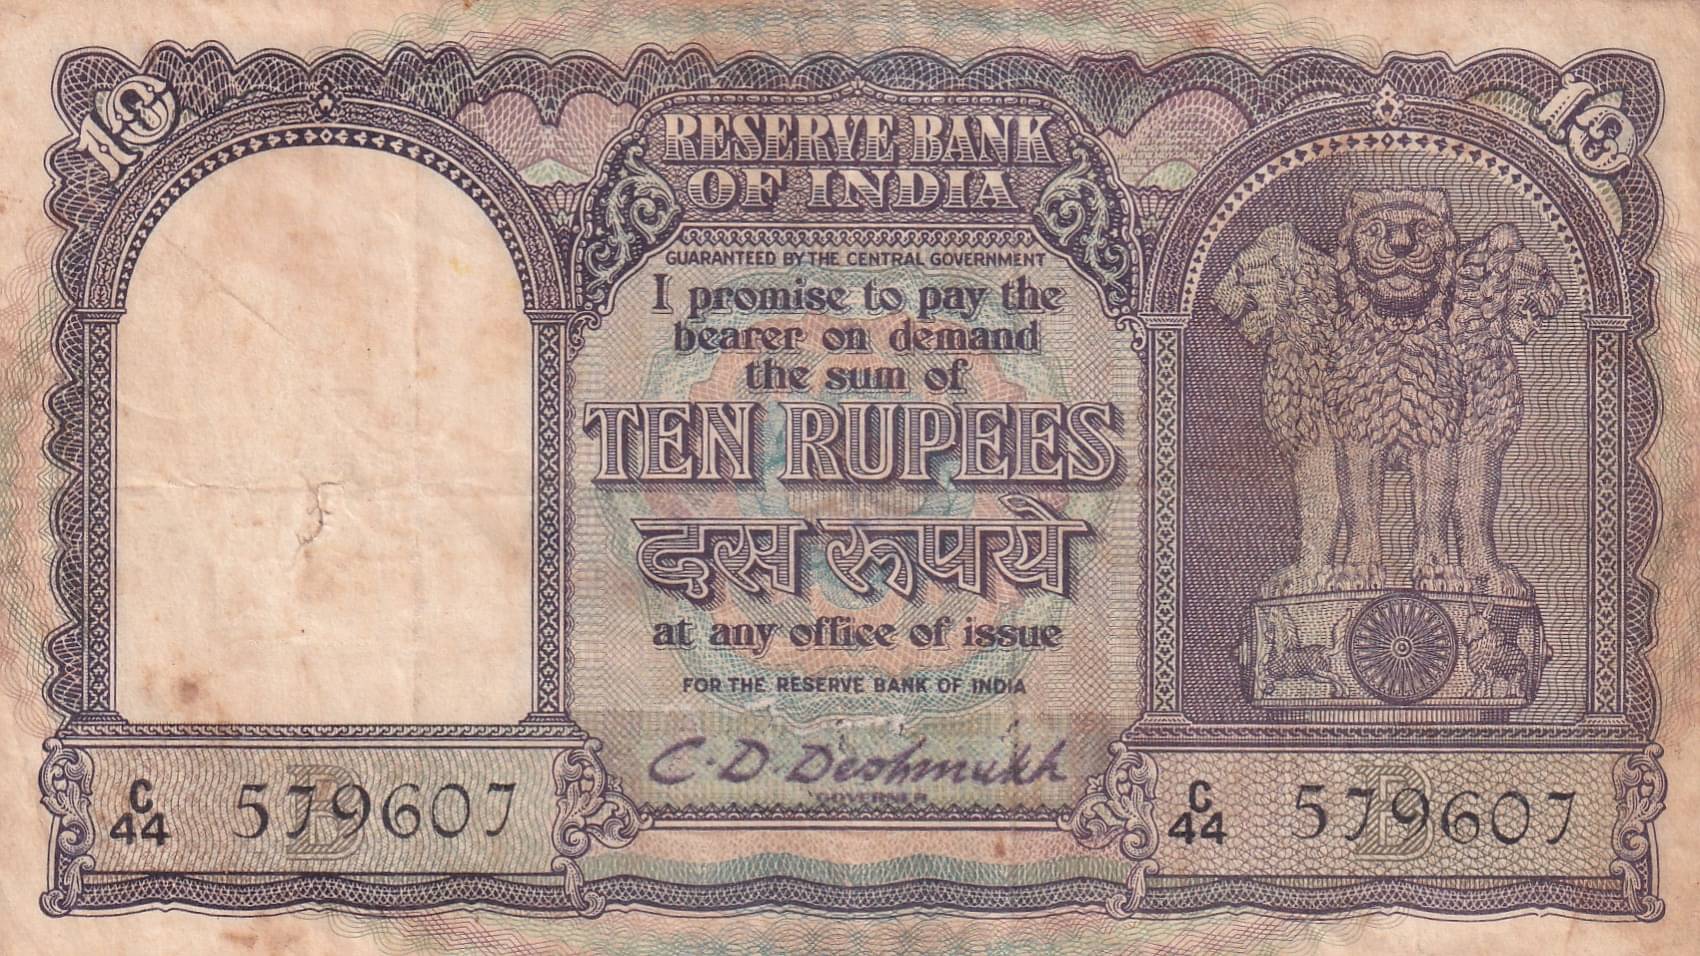 10
10
RESERVE BANK
OF INDIA
GUARANTEED BY THE CENTRAL GOVERNMENT
I promise to pay the
bearer on demand
the sum of
TEN RUPEES
दस रूपये
at any office of issue
FOR THE RESERVE BANK OF INDIA
C.D. Deshmukh
GOVERNOR
C
44
B
579607
C
44
B
579607